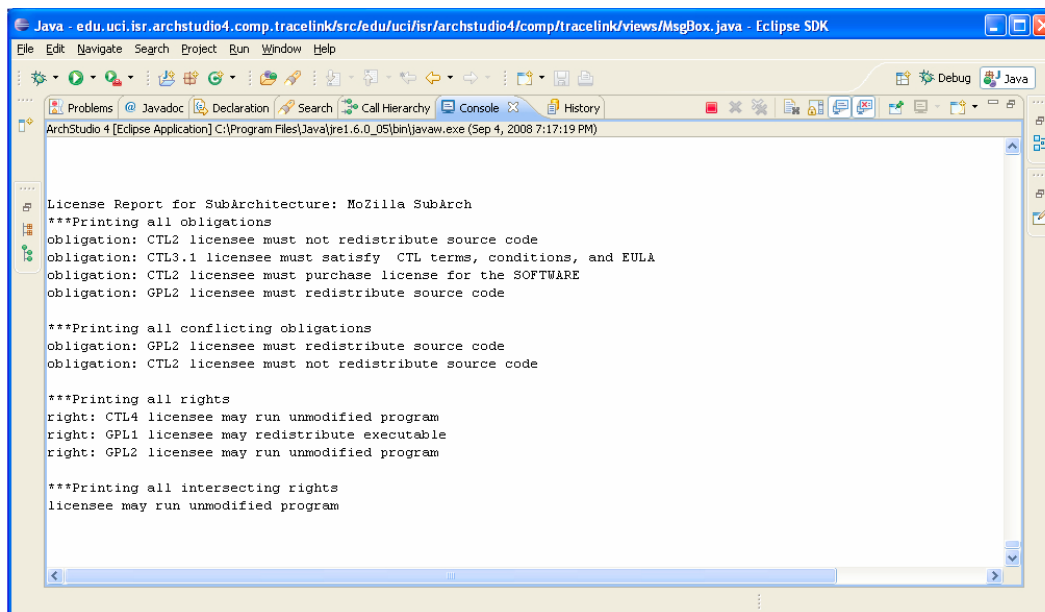 Java - edu.uci.isr.archstudio4.comp.tracelink/src/edu/uci/isr/archstudio4/comp/tracelink/views/MsgBox.java - Eclipse SDK
File Edit Navigate Search Project Run Window Help
Debug Java
Problems @ Javadoc Declaration Search Call Hierarchy Console History
ArchStudio 4 [Eclipse Application] C:\Program Files\Java\jre1.6.0_05\bin\javaw.exe (Sep 4, 2008 7:17:19 PM)
License Report for SubArchitecture: MoZilla SubArch
***Printing all obligations
obligation: CTL2 licensee must not redistribute source code
obligation: CTL3.1 licensee must satisfy  CTL terms, conditions, and EULA
obligation: CTL2 licensee must purchase license for the SOFTWARE
obligation: GPL2 licensee must redistribute source code
***Printing all conflicting obligations
obligation: GPL2 licensee must redistribute source code
obligation: CTL2 licensee must not redistribute source code
***Printing all rights
right: CTL4 licensee may run unmodified program
right: GPL1 licensee may redistribute executable
right: GPL2 licensee may run unmodified program
***Printing all intersecting rights
licensee may run unmodified program